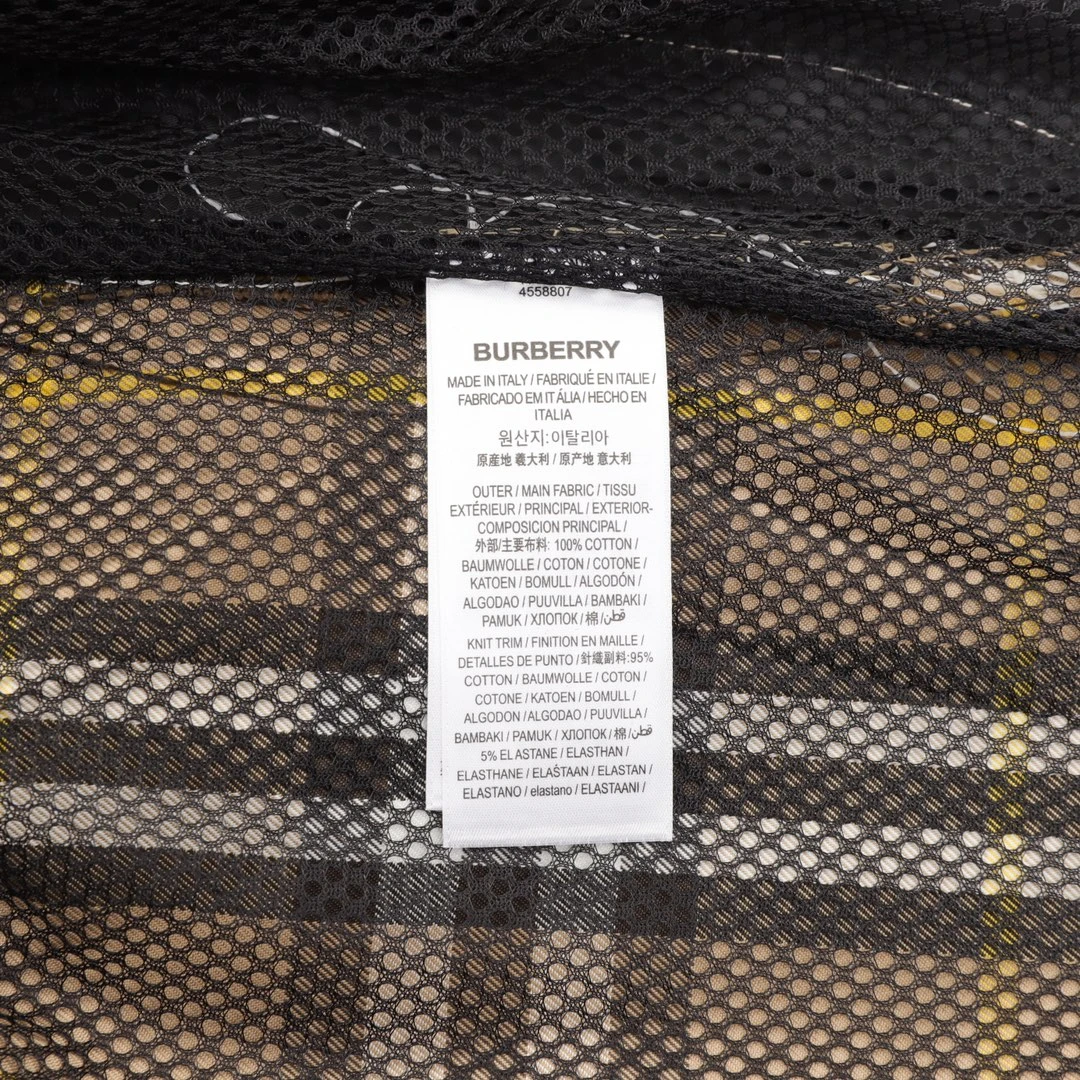 4558807
BURBERRY
MADE IN ITALY / FABRIQUÉ EN ITALIE /
FABRICADO EM IT ÁLIA / HECHO EN
ITALIA
원산지:이탈리아
原産地 義大利 / 原产地 意大利
OUTER / MAIN FABRIC / TISSU
EXTÉRIEUR / PRINCIPAL / EXTERIOR-
COMPOSICION PRINCIPAL /
外部/主要布料: 100% COTTON /
BAUMWOLLE / COTON / COTONE /
KATOEN / BOMULL / ALGODÓN /
ALGODAO / PUUVILLA / BAMBAKI /
PAMUK / ХЛОПОК / 棉 /قطن
KNIT TRIM / FINITION EN MAILLE /
DETALLES DE PUNTO / 針織副料:95%
COTTON / BAUMWOLLE / COTON /
COTONE / KATOEN / BOMULL /
ALGODON / ALGODAO / PUUVILLA /
BAMBAKI / PAMUK / ХЛОПОК / 棉 /قطن
5% ELASTANE / ELASTHAN /
ELASTHANE / ELASTAAN / ELASTAN /
ELASTANO / elastano / ELASTAANI /